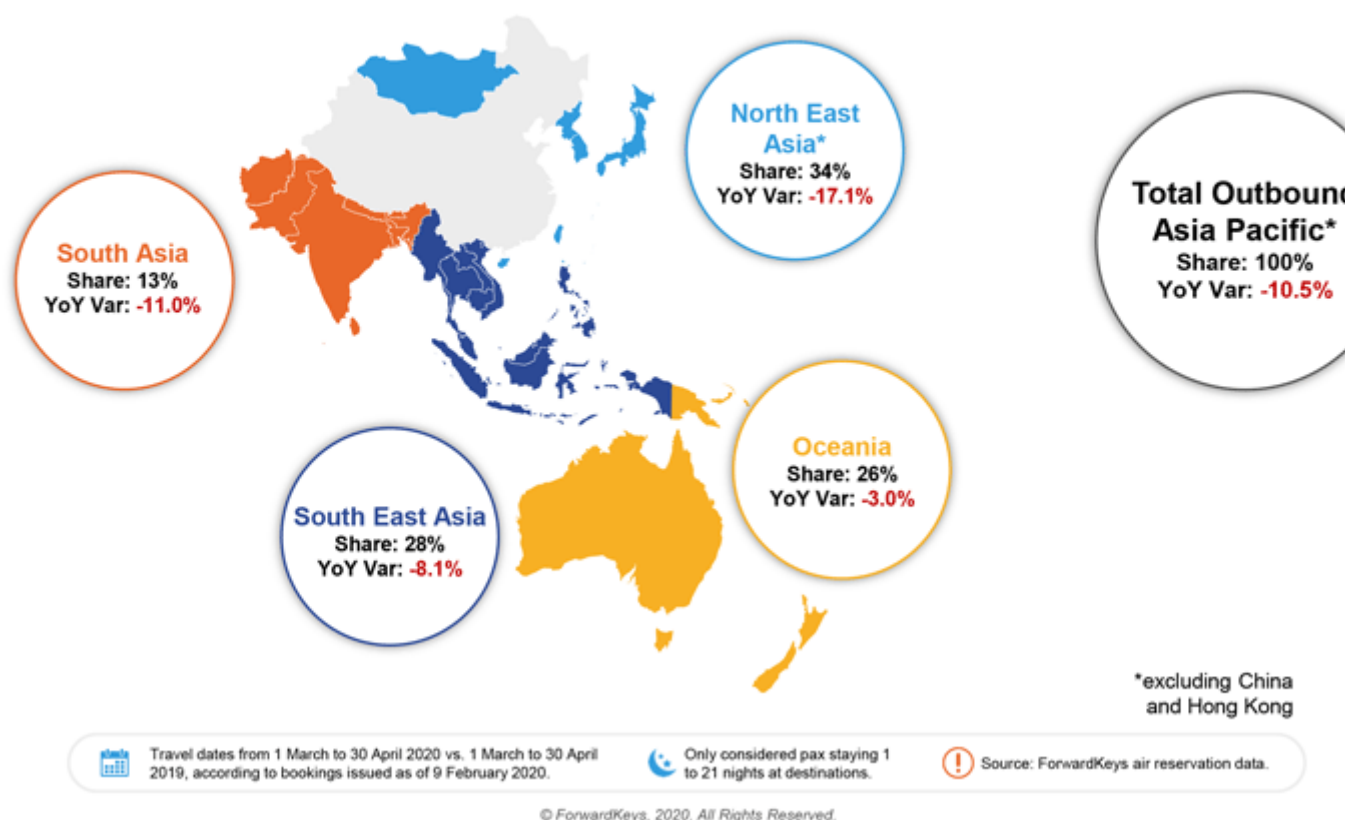 North East
Asia*
Share: 34%
YoY Var: -17.1%
Total Outbound
Asia Pacific*
Share: 100%
YoY Var: -10.5%
South Asia
Share: 13%
YoY Var: -11.0%
Oceania
Share: 26%
YoY Var: -3.0%
South East Asia
Share: 28%
YoY Var: -8.1%
*excluding China
and Hong Kong
Travel dates from 1 March to 30 April 2020 vs. 1 March to 30 April
2019, according to bookings issued as of 9 February 2020.
Only considered pax staying 1
to 21 nights at destinations.
Source: ForwardKeys air reservation data.
© ForwardKeys, 2020. All Rights Reserved.